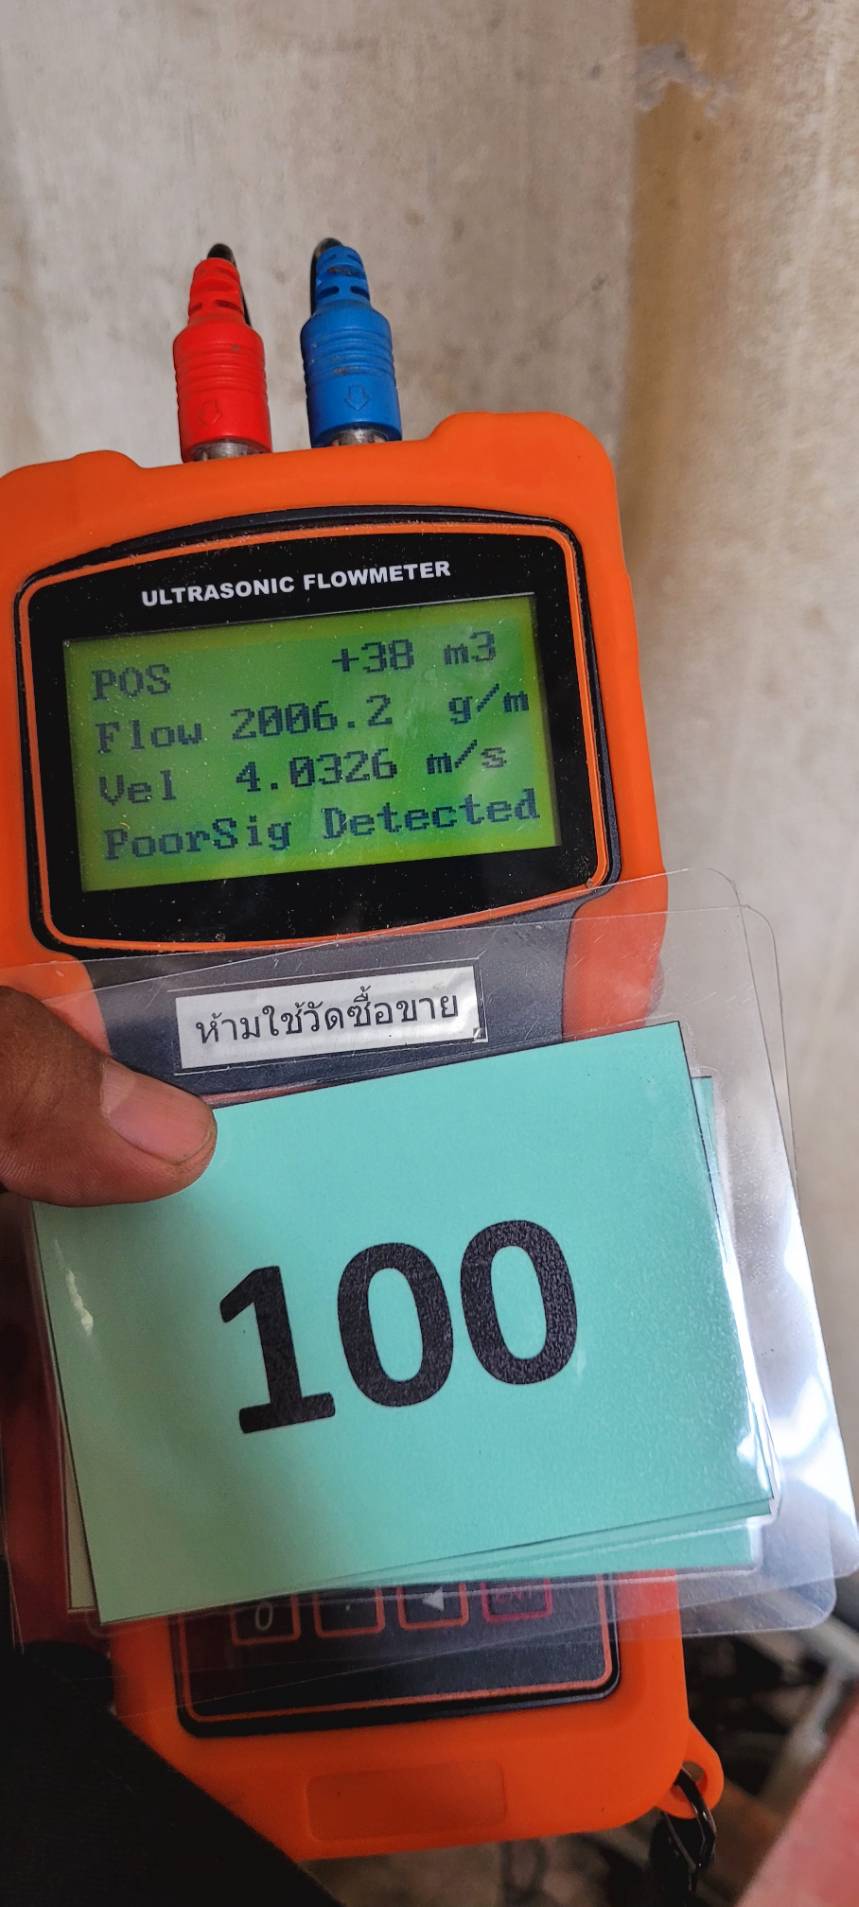 ULTRASONIC FLOWMETER
POS +38 m3
Flow 2006.2 g/m
Vel 4.0326 m/s
PoorSig Detected
ห้ามใช้วัดซื้อขาย
100
0 . ◄ ENT